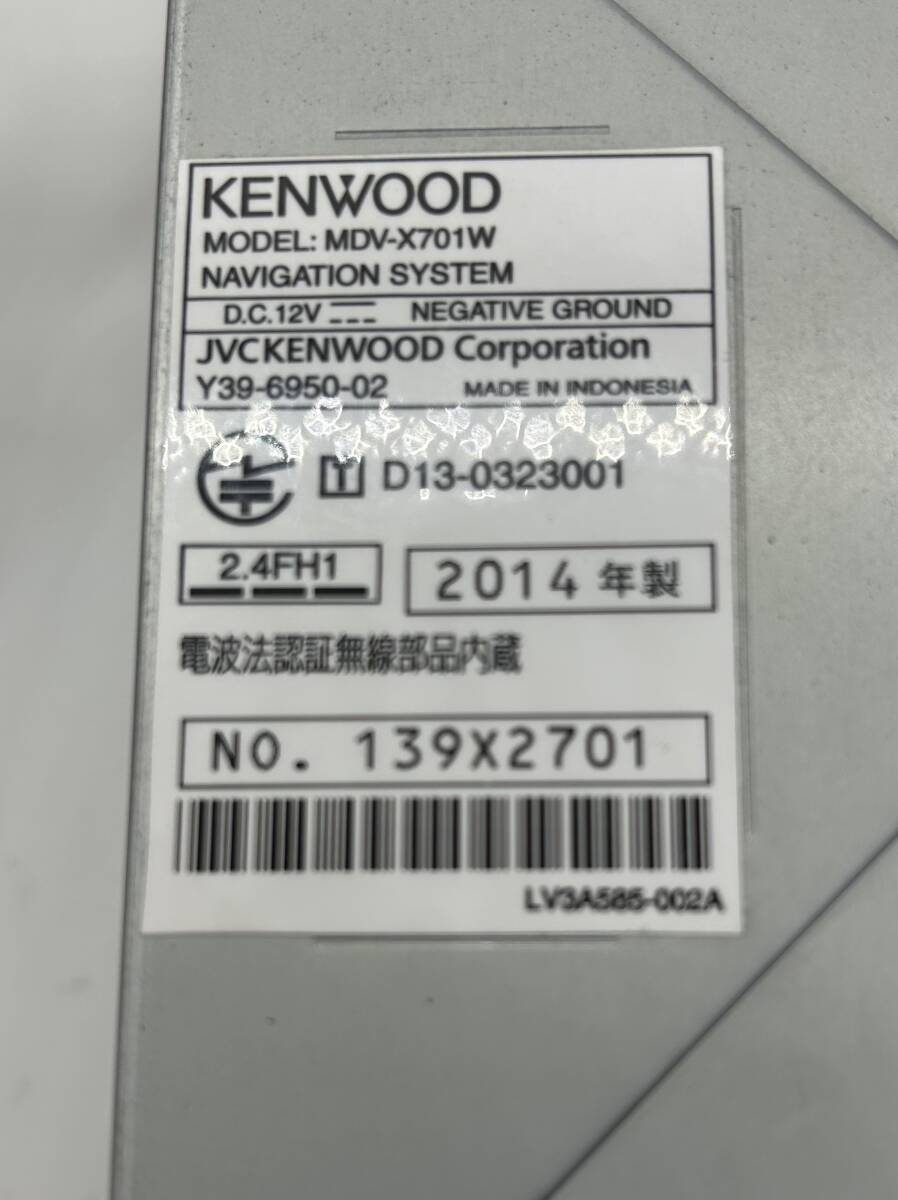 KENWOOD
MODEL: MDV-X701W
NAVIGATION SYSTEM
D.C.12V NEGATIVE GROUND
JVCKENWOOD Corporation
Y39-6950-02 MADE IN INDONESIA
T D13-0323001
2.4FH1
2014 年製
電波法認証無線部品内蔵
NO. 139X2701
LV3A585-002A